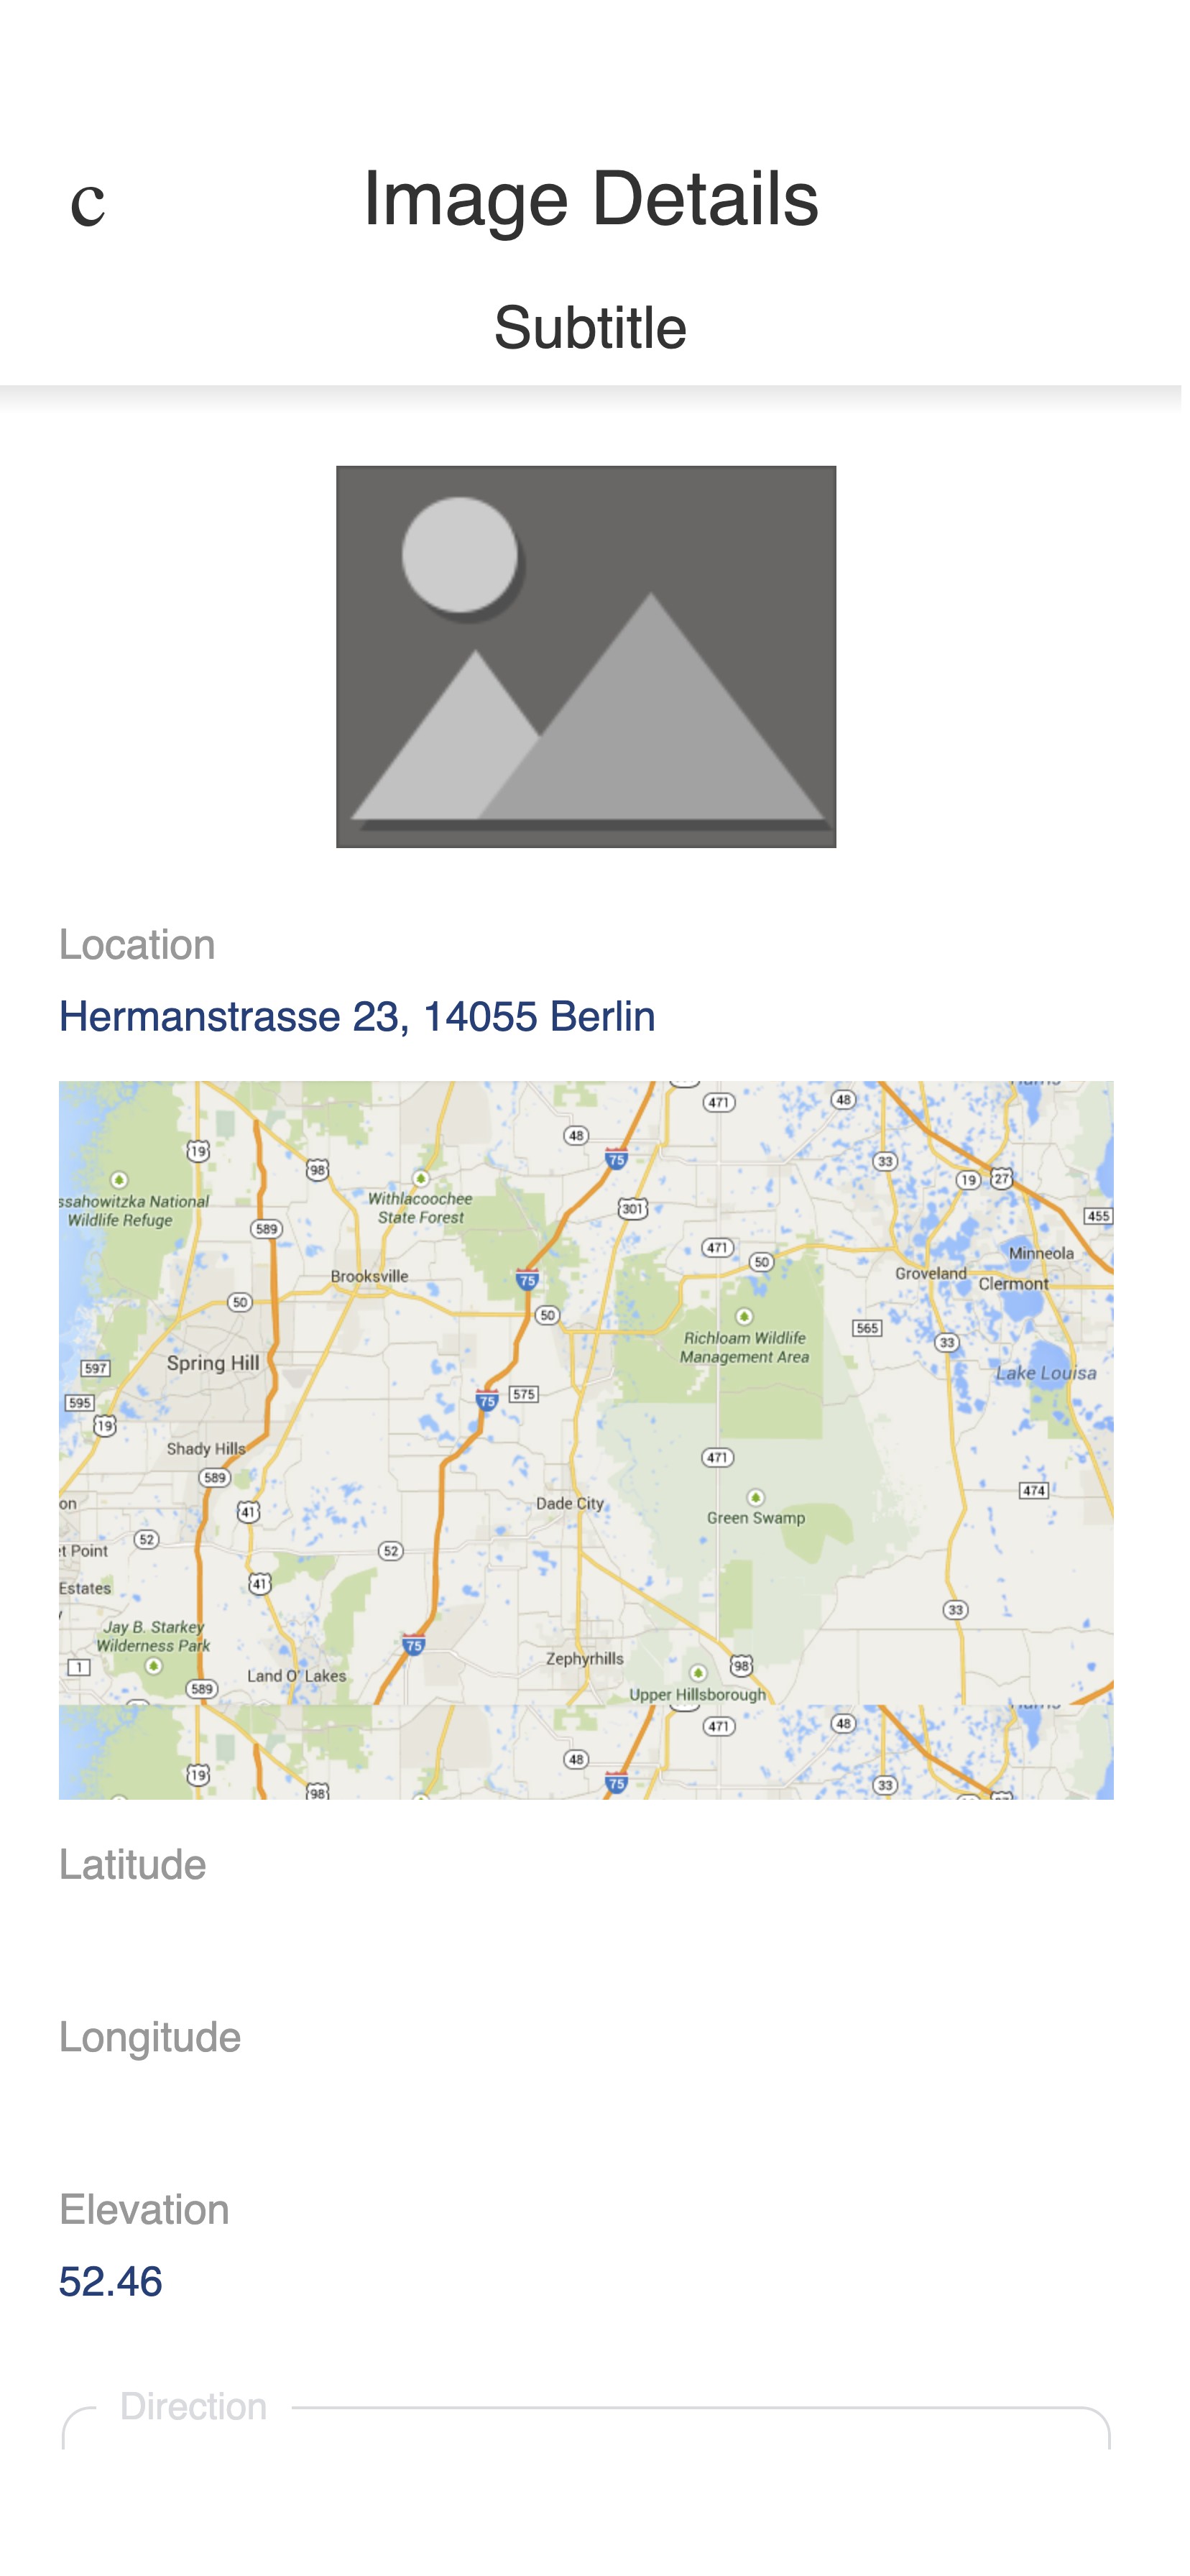 c
Image Details
Subtitle
Location
Hermanstrasse 23, 14055 Berlin
471
48
48
19
75
33
98
19
27
ssahowitzka National
Wildlife Refuge
Withlacoochee
State Forest
301
455
589
471
50
Minneola
Brooksville
75
Groveland
Clermont
50
50
Richloam Wildlife
Management Area
565
33
597
Spring Hill
Lake Louisa
595
75
575
19
Shady Hills
471
589
474
on
41
Dade City
Green Swamp
52
t Point
52
Estates
41
33
Jay B. Starkey
Wilderness Park
75
Zephyrhills
98
1
Land O' Lakes
589
Upper Hillsborough
471
48
48
19
75
33
98
Latitude
Longitude
Elevation
52.46
Direction